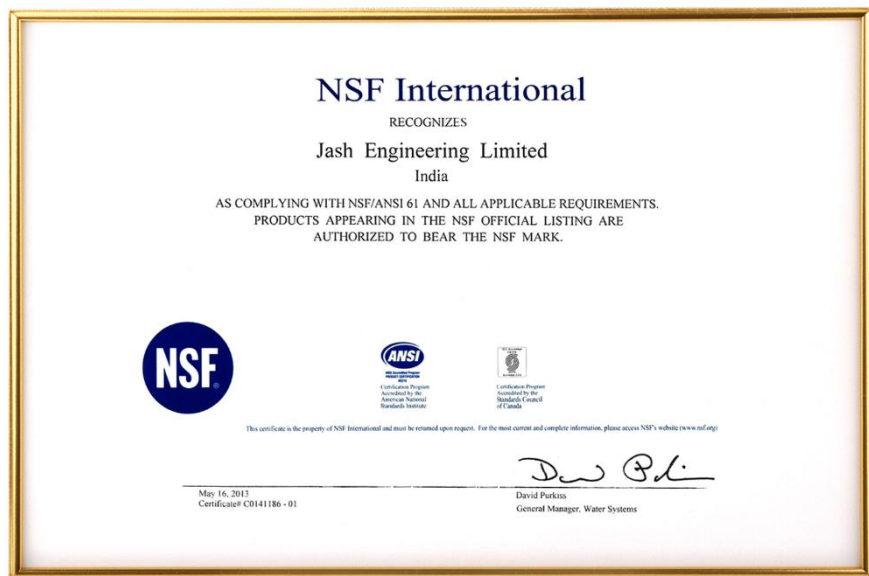 NSF International
RECOGNIZES
Jash Engineering Limited
India
AS COMPLYING WITH NSF/ANSI 61 AND ALL APPLICABLE REQUIREMENTS.
PRODUCTS APPEARING IN THE NSF OFFICIAL LISTING ARE
AUTHORIZED TO BEAR THE NSF MARK.
NSF
ANSI
Certification Program
Accredited by the
American National
Standards Institute
Certification Program
Accredited by the
Standards Council
of Canada
This certificate is the property of NSF International and must be returned upon request. For the most current and complete information, please access NSF's website (www.nsf.org)
May 16, 2013
Certificate# C0141186 - 01
David Purkiss
General Manager, Water Systems